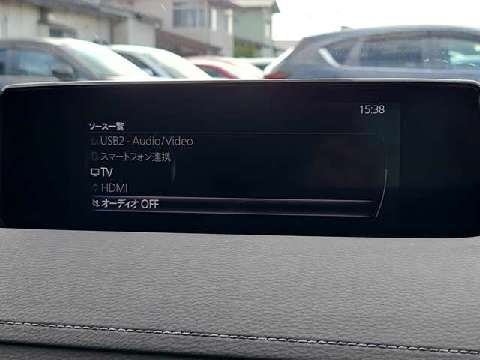 15:38
ソース一覧
USB2 - Audio/Video
スマートフォン連携
TV
HDMI
オーディオ OFF